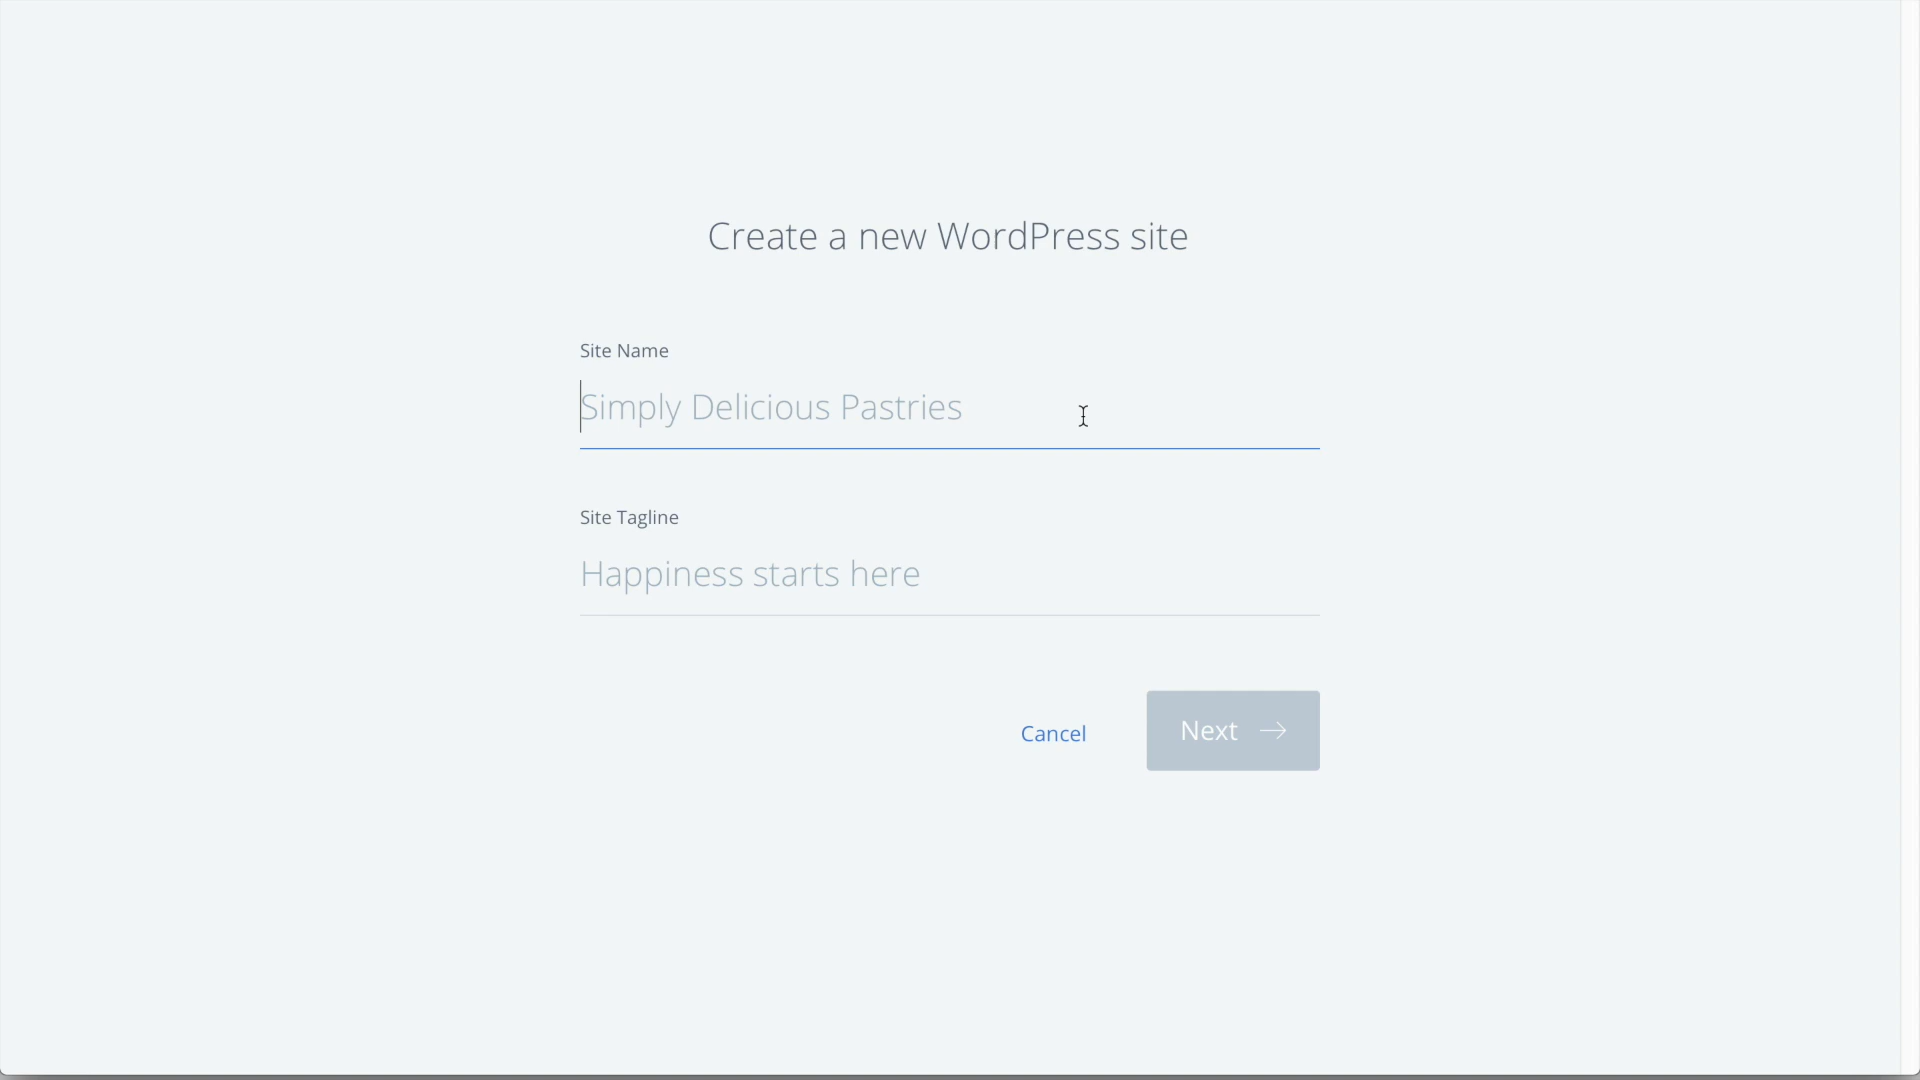 Create a new WordPress site
Site Name
Simply Delicious Pastries
Site Tagline
Happiness starts here
Cancel
Next